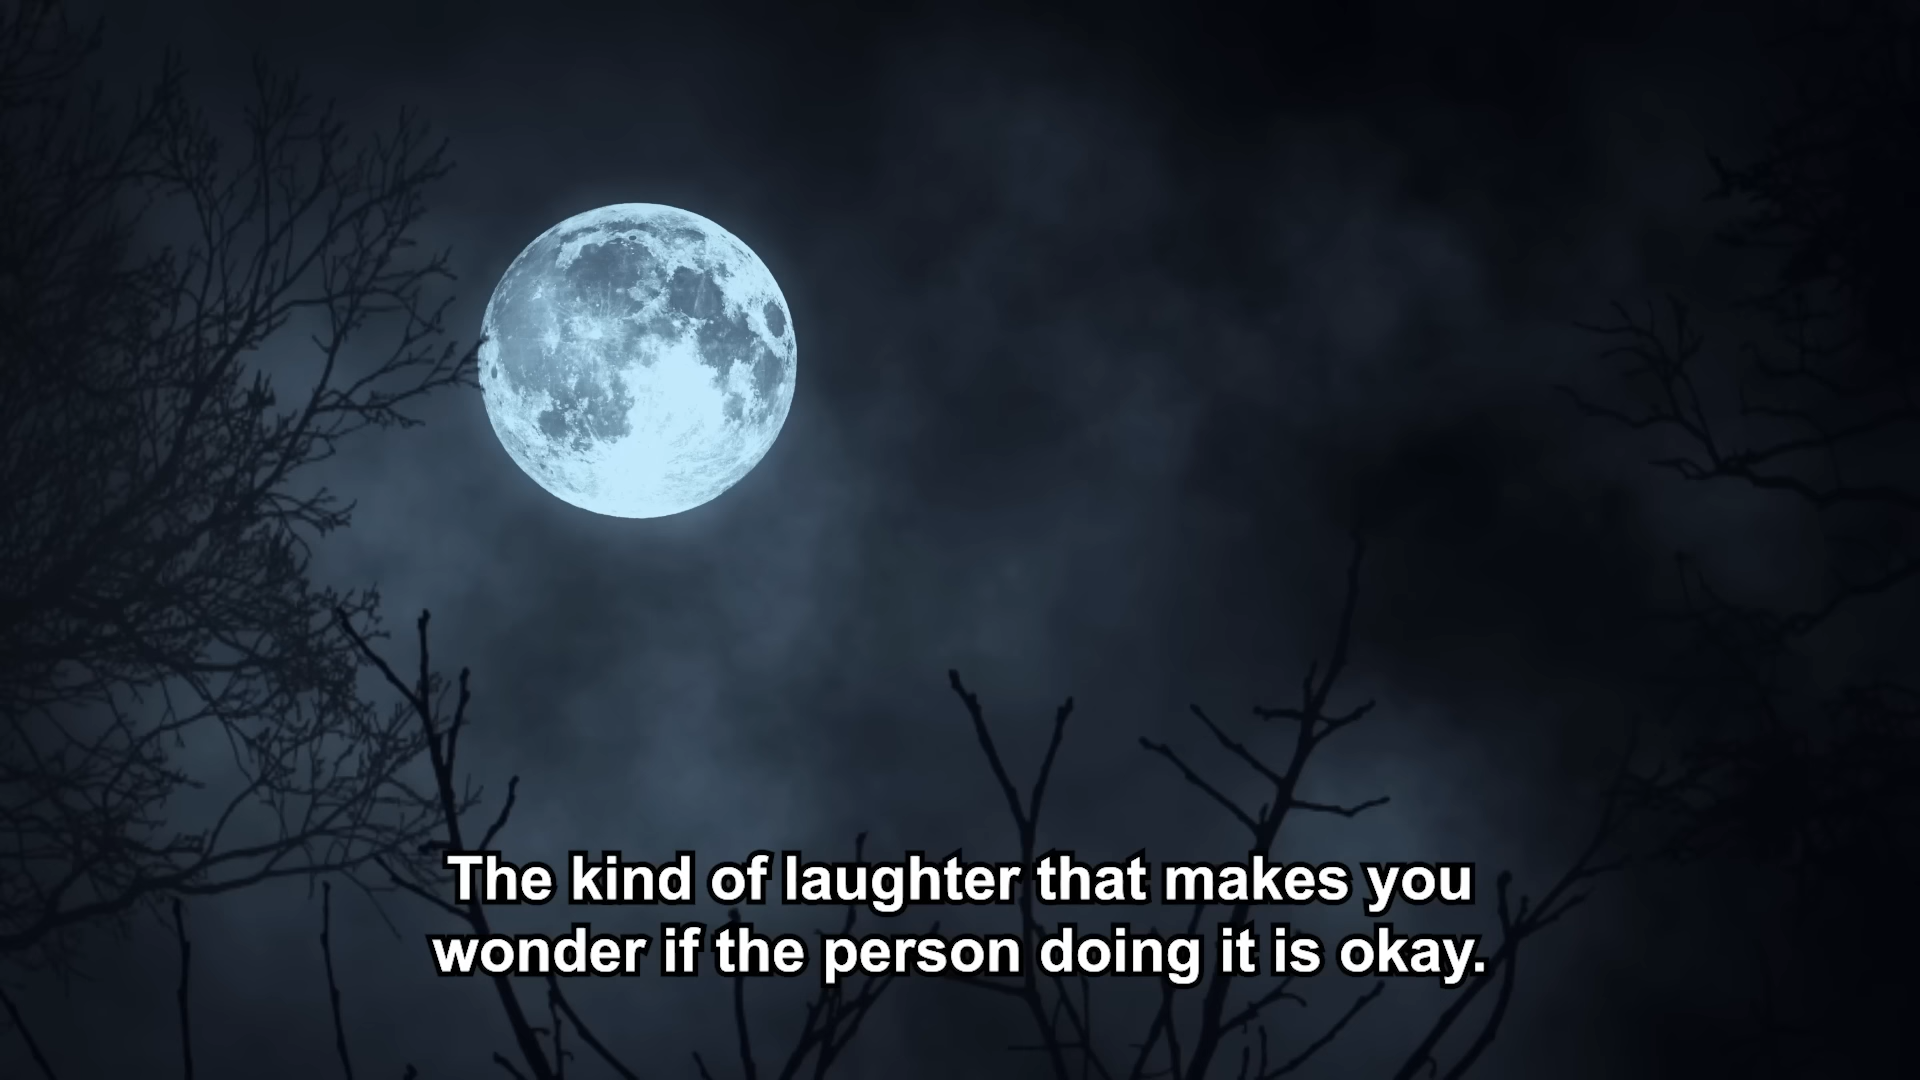 The kind of laughter that makes you
wonder if the person doing it is okay.